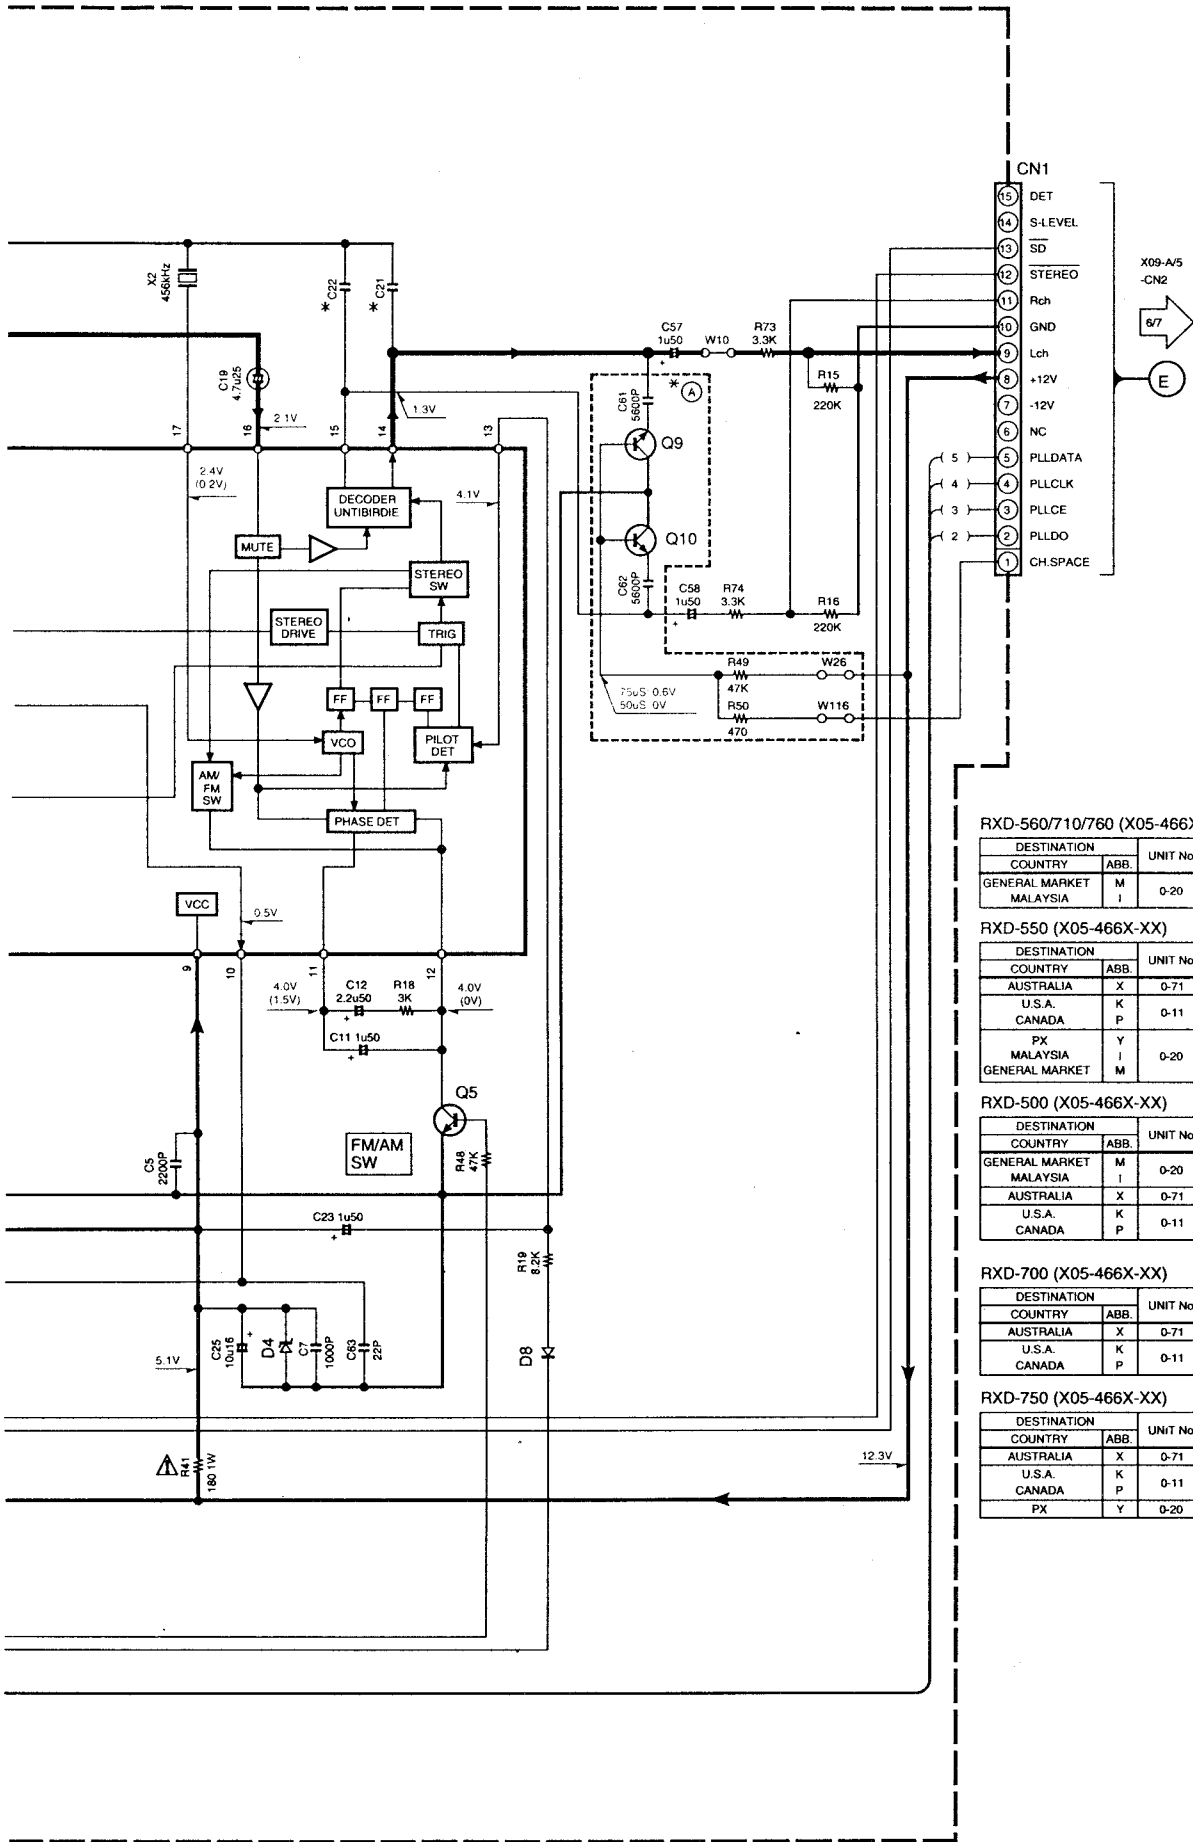 CN1
15 DET
14 S-LEVEL
13 SD
12 STEREO
11 Rch
10 GND
9 Lch
8 +12V
7 -12V
6 NC
( 5 ) 5 PLLDATA
( 4 ) 4 PLLCLK
( 3 ) 3 PLLCE
( 2 ) 2 PLLDO
1 CH.SPACE
X09-A/5
-CN2
6/7
E
X2
456kHz
* C22
* C21
C19
4.7u25
2.1V
1.3V
17
16
15
14
13
2.4V
(0.2V)
4.1V
C57
1u50
W10
R73
3.3K
R15
220K
* A
C61
5600P
Q9
Q10
C62
5600P
C58
1u50
R74
3.3K
R16
220K
R49
47K
W26
R50
470
W116
75uS 0.6V
50uS 0V
DECODER
UNTIBIRDIE
MUTE
STEREO
SW
STEREO
DRIVE
TRIG
FF
FF
FF
VCO
PILOT
DET
AM/
FM
SW
PHASE DET
VCC
0.5V
9
10
11
12
4.0V
(1.5V)
C12
2.2u50
R18
3K
4.0V
(0V)
C11 1u50
Q5
FM/AM
SW
R48
47K
C5
2200P
C23 1u50
R19
8.2K
C25
10u16
D4
C7
1000P
C63
22P
D8
5.1V
R41
180 1W
12.3V
RXD-560/710/760 (X05-466X
DESTINATION
UNIT No
COUNTRY ABB.
GENERAL MARKET M
MALAYSIA I
0-20
RXD-550 (X05-466X-XX)
DESTINATION
UNIT No
COUNTRY ABB.
AUSTRALIA X 0-71
U.S.A. K
CANADA P
0-11
PX Y
MALAYSIA I 0-20
GENERAL MARKET M
RXD-500 (X05-466X-XX)
DESTINATION
UNIT No
COUNTRY ABB.
GENERAL MARKET M
MALAYSIA I
0-20
AUSTRALIA X 0-71
U.S.A. K
CANADA P
0-11
RXD-700 (X05-466X-XX)
DESTINATION
UNIT No
COUNTRY ABB.
AUSTRALIA X 0-71
U.S.A. K
CANADA P
0-11
RXD-750 (X05-466X-XX)
DESTINATION
UNIT No
COUNTRY ABB.
AUSTRALIA X 0-71
U.S.A. K
CANADA P
0-11
PX Y 0-20